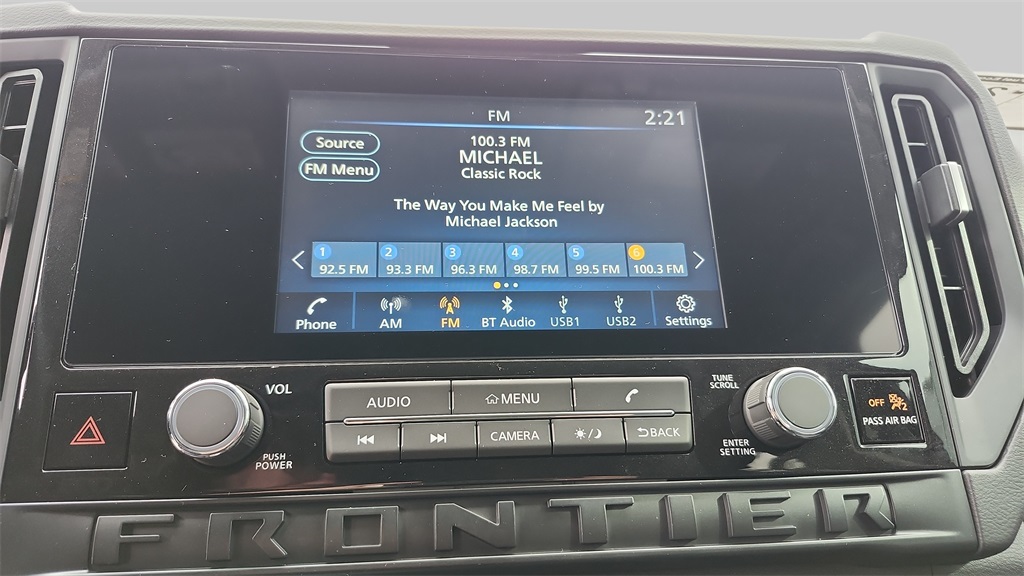 FM
2:21
Source
100.3 FM
MICHAEL
FM Menu
Classic Rock
The Way You Make Me Feel by
Michael Jackson
1 2 3 4 5 6
92.5 FM 93.3 FM 96.3 FM 98.7 FM 99.5 FM 100.3 FM
Phone AM FM BT Audio USB1 USB2 Settings
VOL
PUSH
POWER
AUDIO MENU
CAMERA BACK
TUNE
SCROLL
ENTER
SETTING
OFF 2
PASS AIR BAG
FRONTIER